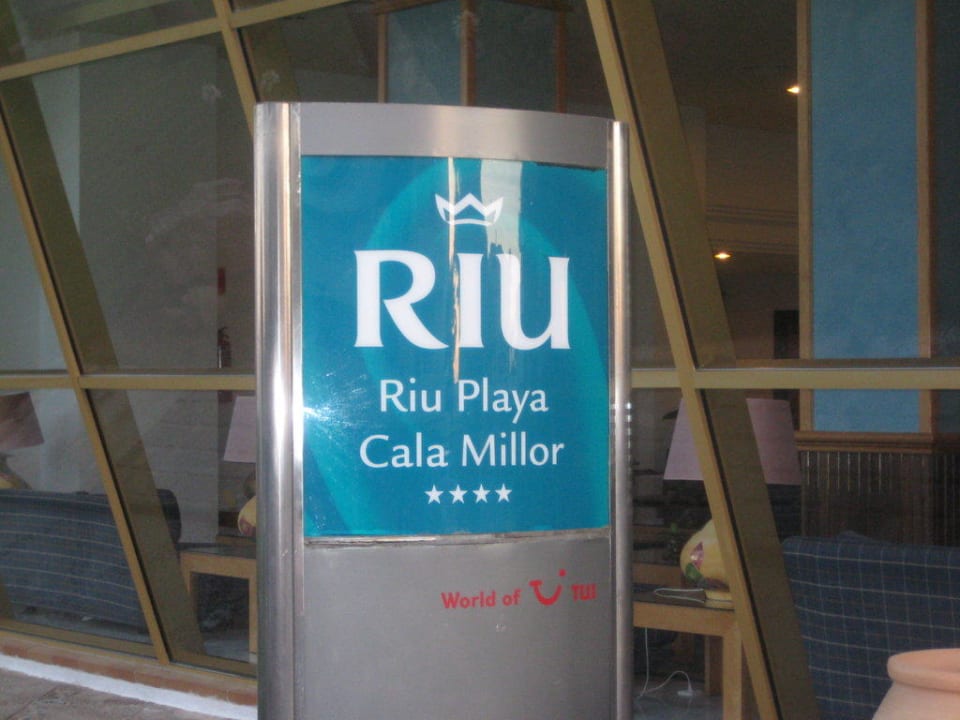 RIU
Riu Playa
Cala Millor
★★★★
World of TUI